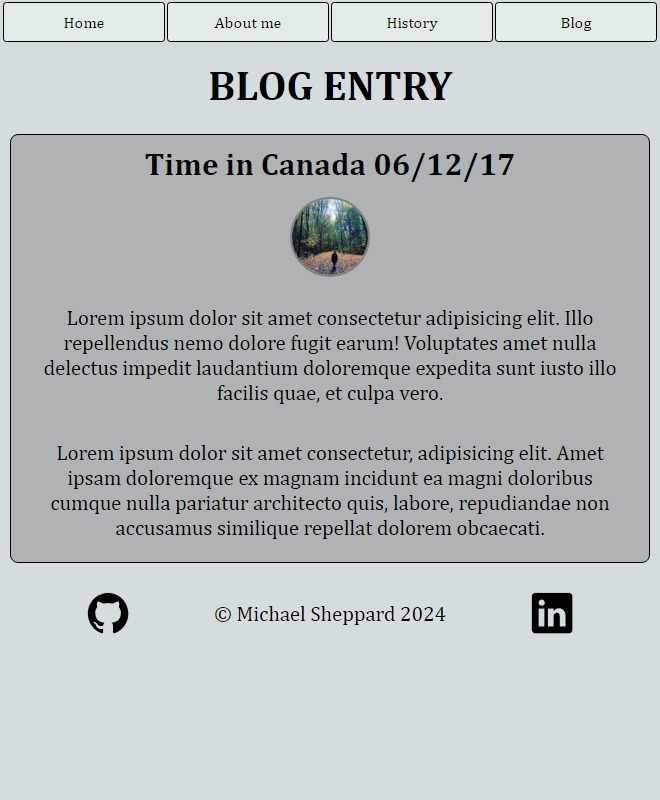 Home
About me
History
Blog
BLOG ENTRY
Time in Canada 06/12/17
Lorem ipsum dolor sit amet consectetur adipisicing elit. Illo
repellendus nemo dolore fugit earum! Voluptates amet nulla
delectus impedit laudantium doloremque expedita sunt iusto illo
facilis quae, et culpa vero.
Lorem ipsum dolor sit amet consectetur, adipisicing elit. Amet
ipsam doloremque ex magnam incidunt ea magni doloribus
cumque nulla pariatur architecto quis, labore, repudiandae non
accusamus similique repellat dolorem obcaecati.
© Michael Sheppard 2024
in